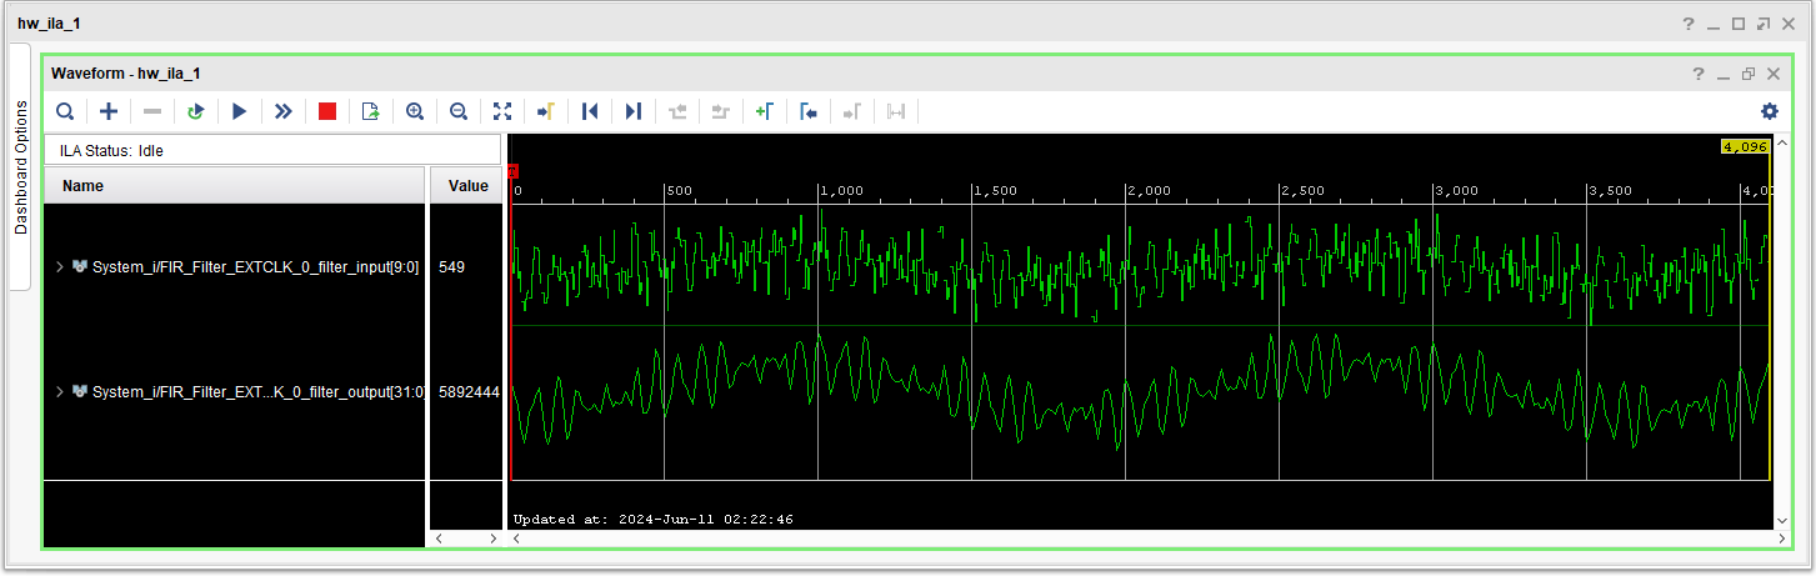 hw_ila_1
Dashboard Options
Waveform - hw_ila_1
ILA Status: Idle
Name
Value
4,096
0 500 1,000 1,500 2,000 2,500 3,000 3,500 4,0
System_i/FIR_Filter_EXTCLK_0_filter_input[9:0] 549
System_i/FIR_Filter_EXT...K_0_filter_output[31:0] 5892444
Updated at: 2024-Jun-11 02:22:46